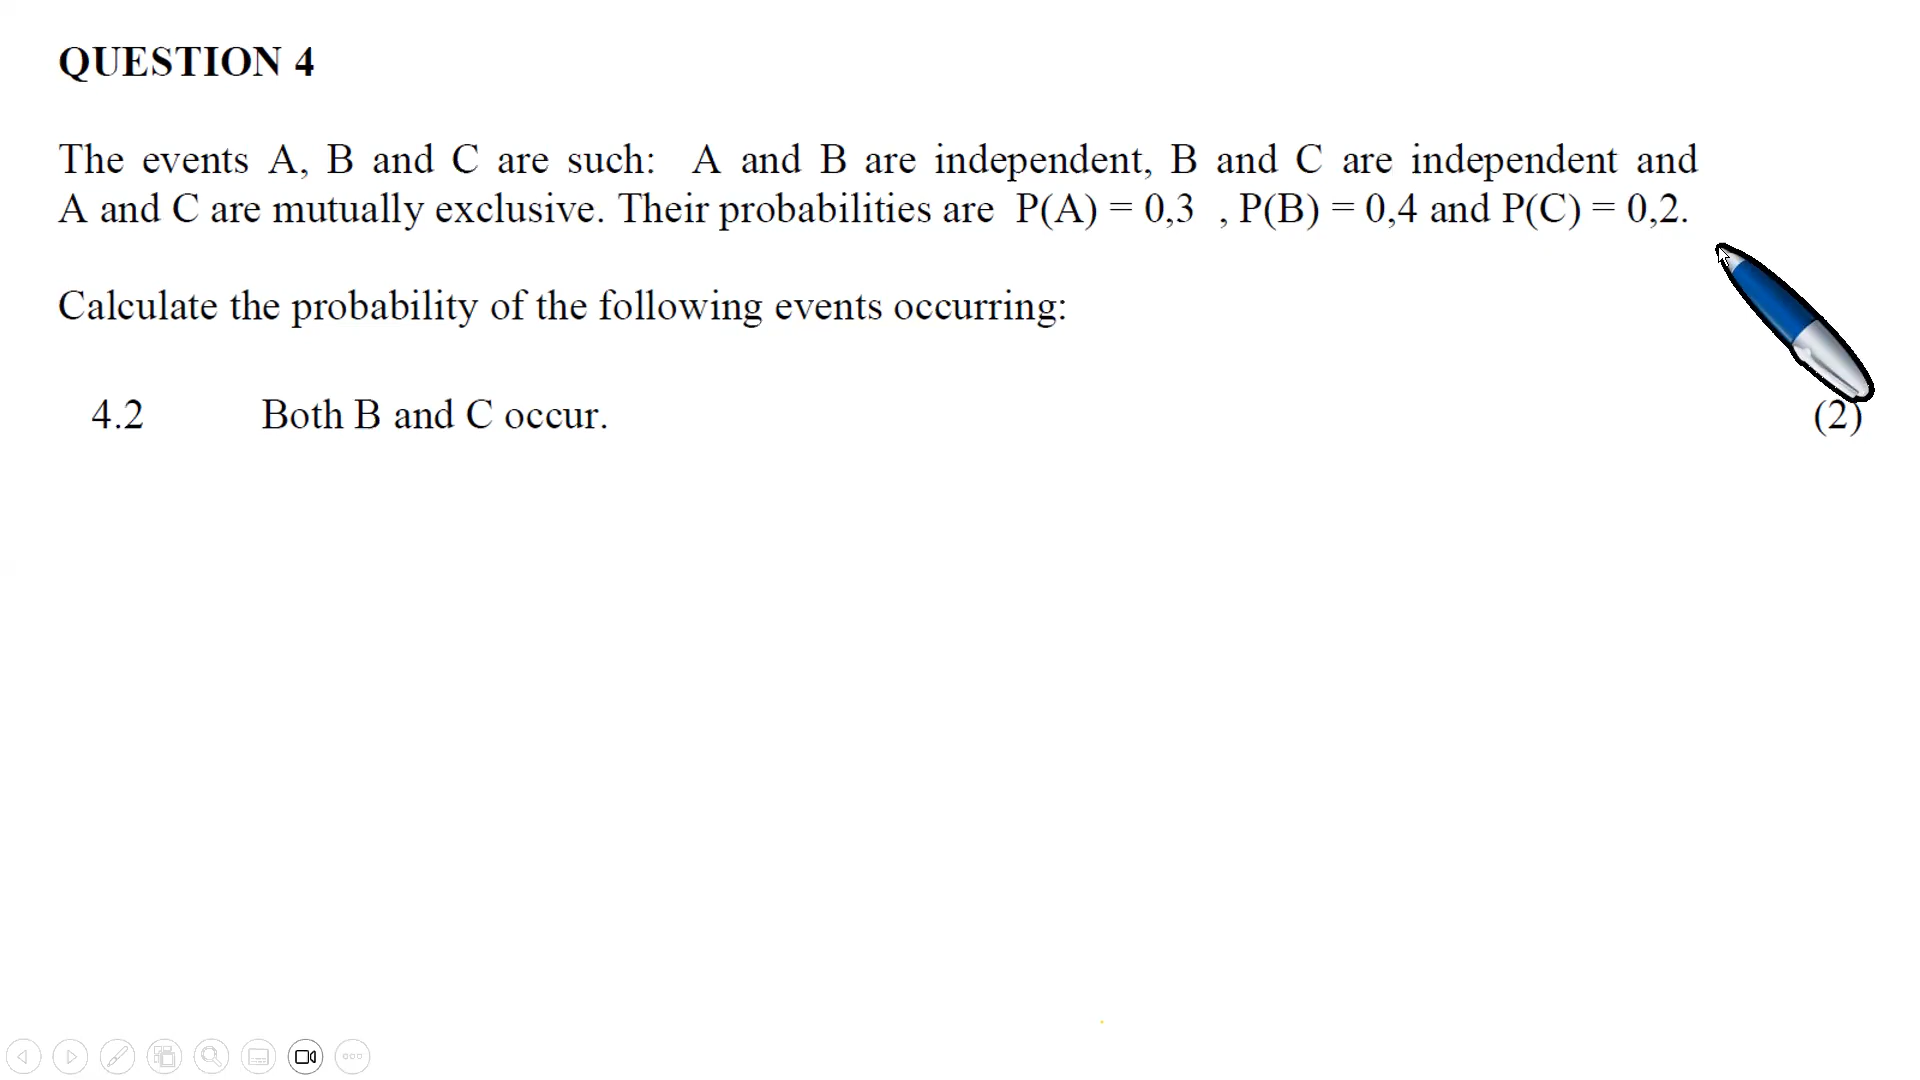 QUESTION 4
The events A, B and C are such: A and B are independent, B and C are independent and
A and C are mutually exclusive. Their probabilities are P(A) = 0,3 , P(B) = 0,4 and P(C) = 0,2.
Calculate the probability of the following events occurring:
4.2 Both B and C occur. (2)